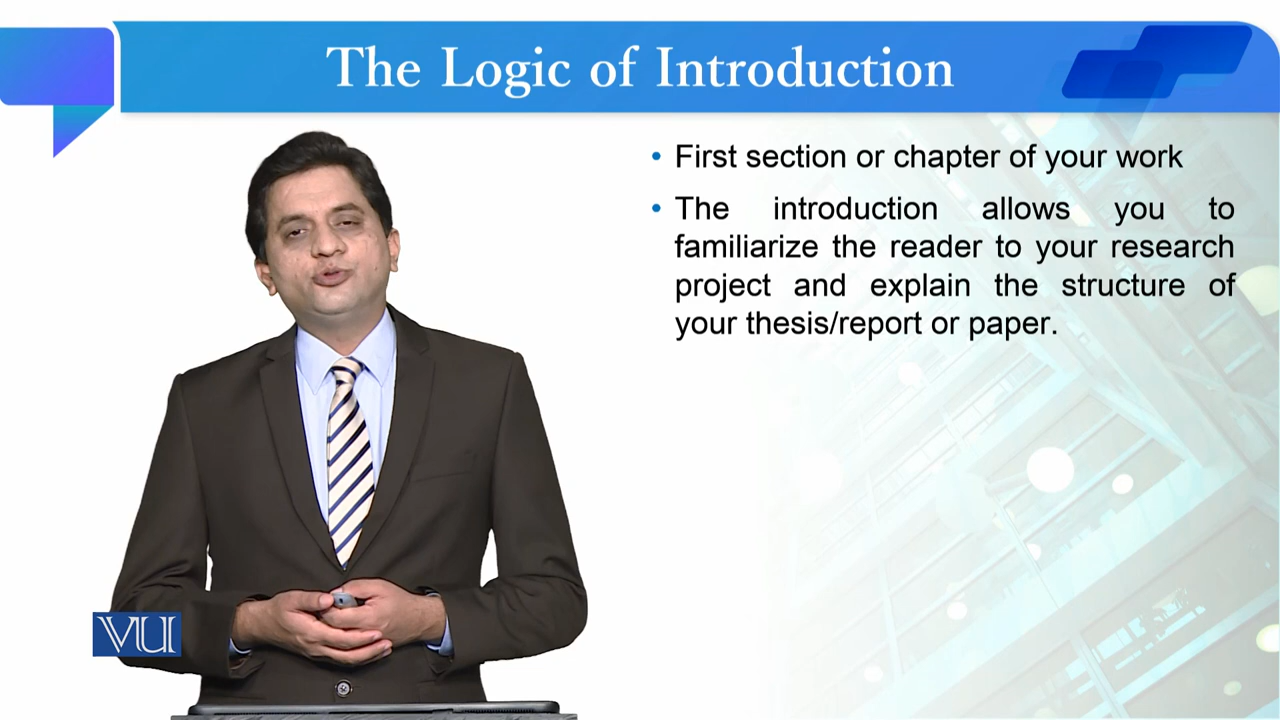 The Logic of Introduction
• First section or chapter of your work
• The introduction allows you to
familiarize the reader to your research
project and explain the structure of
your thesis/report or paper.
VU